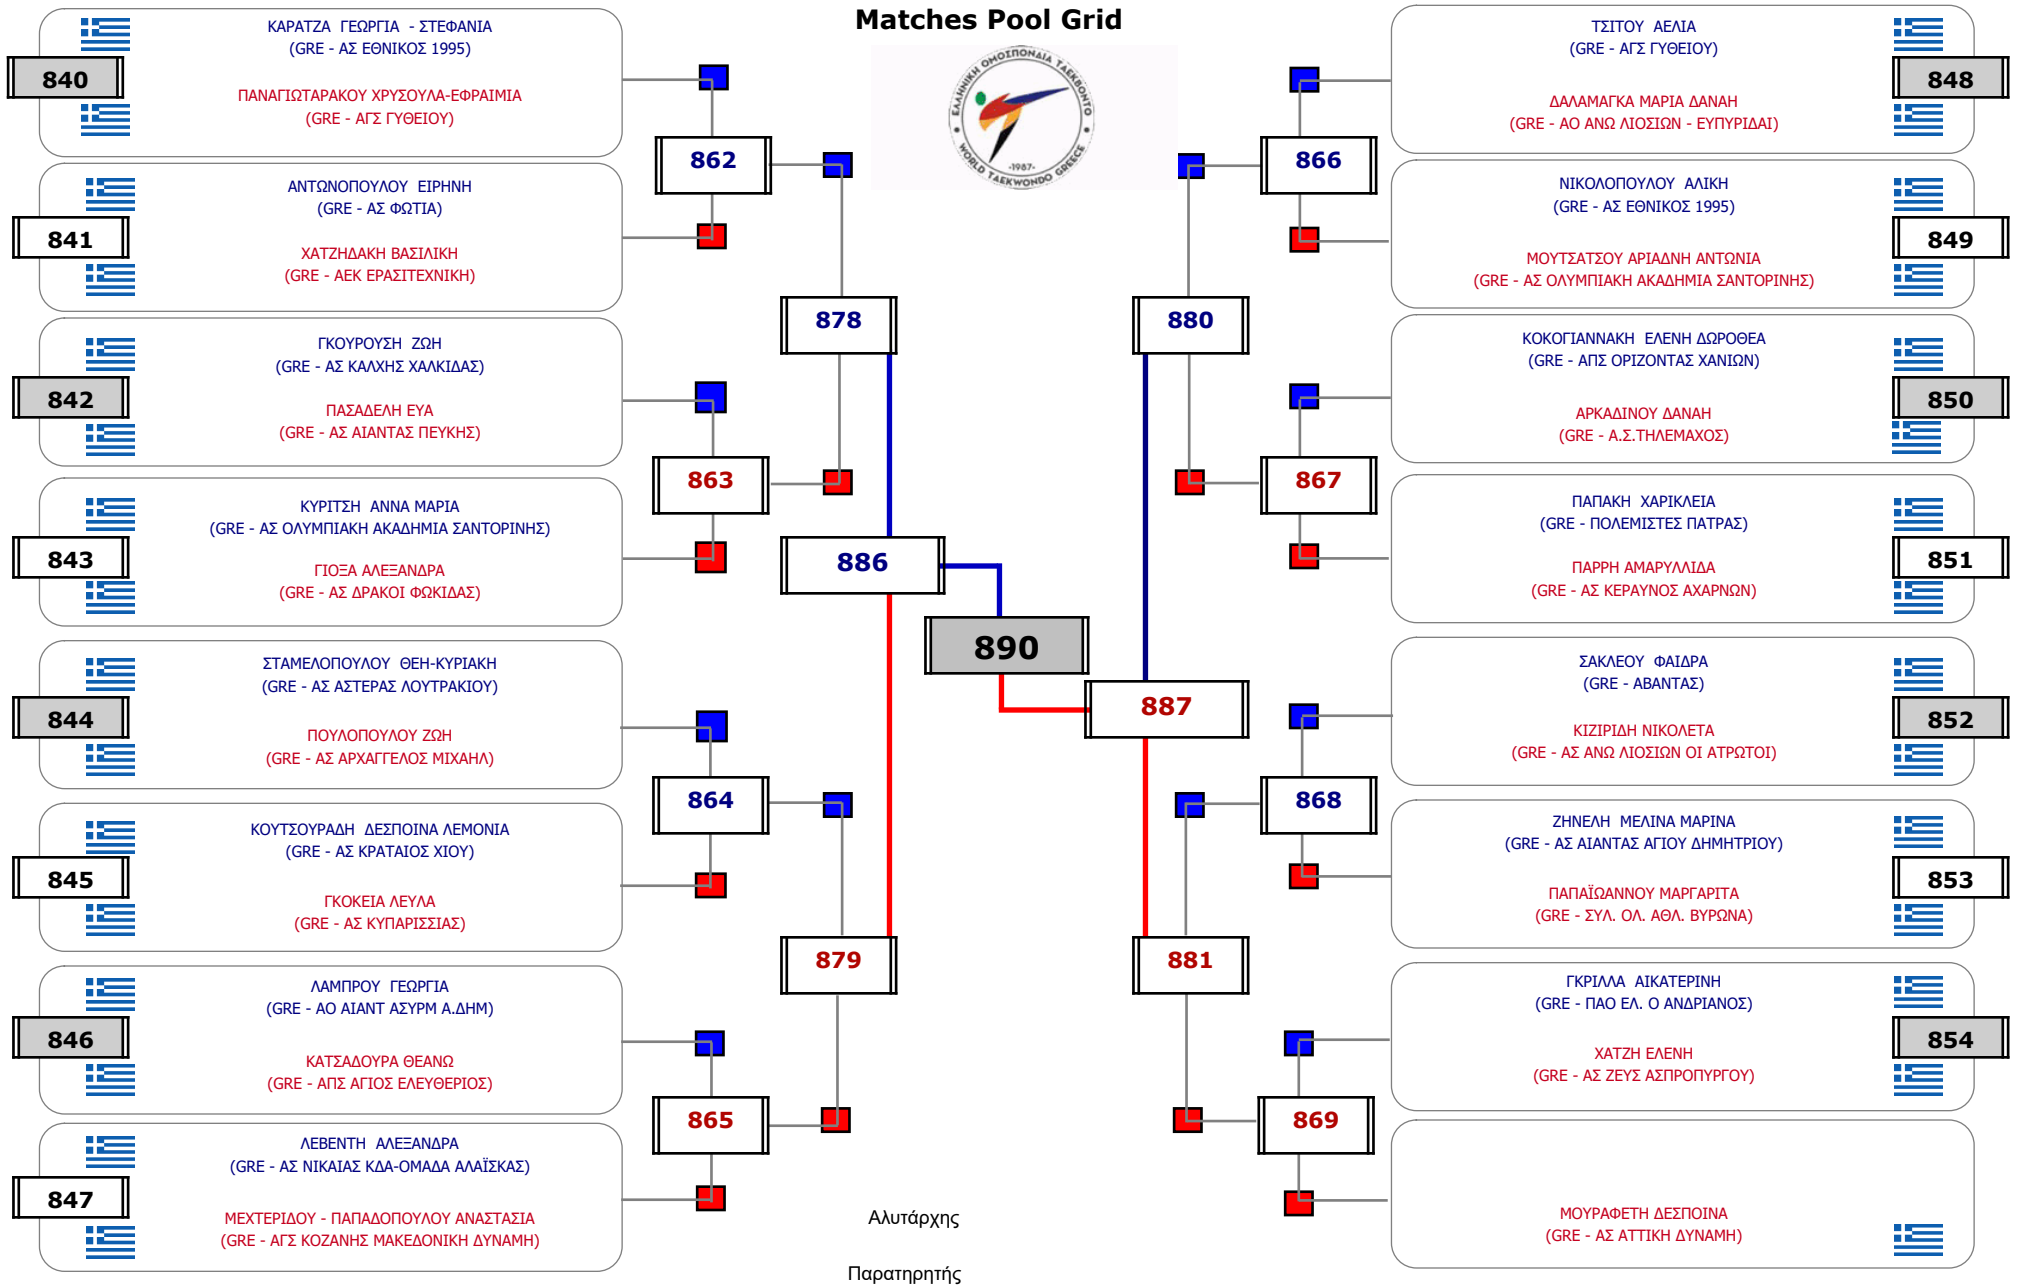 Matches Pool Grid
ΕΛΛΗΝΙΚΗ ΟΜΟΣΠΟΝΔΙΑ ΤΑΕΚΒΟΝΤΟ
-1987-
WORLD TAEKWONDO GREECE
840
ΚΑΡΑΤΖΑ ΓΕΩΡΓΙΑ - ΣΤΕΦΑΝΙΑ
(GRE - ΑΣ ΕΘΝΙΚΟΣ 1995)
ΠΑΝΑΓΙΩΤΑΡΑΚΟΥ ΧΡΥΣΟΥΛΑ-ΕΦΡΑΙΜΙΑ
(GRE - ΑΓΣ ΓΥΘΕΙΟΥ)
841
ΑΝΤΩΝΟΠΟΥΛΟΥ ΕΙΡΗΝΗ
(GRE - ΑΣ ΦΩΤΙΑ)
ΧΑΤΖΗΔΑΚΗ ΒΑΣΙΛΙΚΗ
(GRE - ΑΕΚ ΕΡΑΣΙΤΕΧΝΙΚΗ)
842
ΓΚΟΥΡΟΥΣΗ ΖΩΗ
(GRE - ΑΣ ΚΑΛΧΗΣ ΧΑΛΚΙΔΑΣ)
ΠΑΣΑΔΕΛΗ ΕΥΑ
(GRE - ΑΣ ΑΙΑΝΤΑΣ ΠΕΥΚΗΣ)
843
ΚΥΡΙΤΣΗ ΑΝΝΑ ΜΑΡΙΑ
(GRE - ΑΣ ΟΛΥΜΠΙΑΚΗ ΑΚΑΔΗΜΙΑ ΣΑΝΤΟΡΙΝΗΣ)
ΓΙΟΞΑ ΑΛΕΞΑΝΔΡΑ
(GRE - ΑΣ ΔΡΑΚΟΙ ΦΩΚΙΔΑΣ)
844
ΣΤΑΜΕΛΟΠΟΥΛΟΥ ΘΕΗ-ΚΥΡΙΑΚΗ
(GRE - ΑΣ ΑΣΤΕΡΑΣ ΛΟΥΤΡΑΚΙΟΥ)
ΠΟΥΛΟΠΟΥΛΟΥ ΖΩΗ
(GRE - ΑΣ ΑΡΧΑΓΓΕΛΟΣ ΜΙΧΑΗΛ)
845
ΚΟΥΤΣΟΥΡΑΔΗ ΔΕΣΠΟΙΝΑ ΛΕΜΟΝΙΑ
(GRE - ΑΣ ΚΡΑΤΑΙΟΣ ΧΙΟΥ)
ΓΚΟΚΕΙΑ ΛΕΥΛΑ
(GRE - ΑΣ ΚΥΠΑΡΙΣΣΙΑΣ)
846
ΛΑΜΠΡΟΥ ΓΕΩΡΓΙΑ
(GRE - ΑΟ ΑΙΑΝΤ ΑΣΥΡΜ Α.ΔΗΜ)
ΚΑΤΣΑΔΟΥΡΑ ΘΕΑΝΩ
(GRE - ΑΠΣ ΑΓΙΟΣ ΕΛΕΥΘΕΡΙΟΣ)
847
ΛΕΒΕΝΤΗ ΑΛΕΞΑΝΔΡΑ
(GRE - ΑΣ ΝΙΚΑΙΑΣ ΚΔΑ-ΟΜΑΔΑ ΑΛΑΪΣΚΑΣ)
ΜΕΧΤΕΡΙΔΟΥ - ΠΑΠΑΔΟΠΟΥΛΟΥ ΑΝΑΣΤΑΣΙΑ
(GRE - ΑΓΣ ΚΟΖΑΝΗΣ ΜΑΚΕΔΟΝΙΚΗ ΔΥΝΑΜΗ)
862
863
864
865
878
879
886
890
887
880
881
866
867
868
869
ΤΣΙΤΟΥ ΑΕΛΙΑ
(GRE - ΑΓΣ ΓΥΘΕΙΟΥ)
848
ΔΑΛΑΜΑΓΚΑ ΜΑΡΙΑ ΔΑΝΑΗ
(GRE - ΑΟ ΑΝΩ ΛΙΟΣΙΩΝ - ΕΥΠΥΡΙΔΑΙ)
ΝΙΚΟΛΟΠΟΥΛΟΥ ΑΛΙΚΗ
(GRE - ΑΣ ΕΘΝΙΚΟΣ 1995)
849
ΜΟΥΤΣΑΤΣΟΥ ΑΡΙΑΔΝΗ ΑΝΤΩΝΙΑ
(GRE - ΑΣ ΟΛΥΜΠΙΑΚΗ ΑΚΑΔΗΜΙΑ ΣΑΝΤΟΡΙΝΗΣ)
ΚΟΚΟΓΙΑΝΝΑΚΗ ΕΛΕΝΗ ΔΩΡΟΘΕΑ
(GRE - ΑΠΣ ΟΡΙΖΟΝΤΑΣ ΧΑΝΙΩΝ)
850
ΑΡΚΑΔΙΝΟΥ ΔΑΝΑΗ
(GRE - Α.Σ.ΤΗΛΕΜΑΧΟΣ)
ΠΑΠΑΚΗ ΧΑΡΙΚΛΕΙΑ
(GRE - ΠΟΛΕΜΙΣΤΕΣ ΠΑΤΡΑΣ)
851
ΠΑΡΡΗ ΑΜΑΡΥΛΛΙΔΑ
(GRE - ΑΣ ΚΕΡΑΥΝΟΣ ΑΧΑΡΝΩΝ)
ΣΑΚΛΕΟΥ ΦΑΙΔΡΑ
(GRE - ΑΒΑΝΤΑΣ)
852
ΚΙΖΙΡΙΔΗ ΝΙΚΟΛΕΤΑ
(GRE - ΑΣ ΑΝΩ ΛΙΟΣΙΩΝ ΟΙ ΑΤΡΩΤΟΙ)
ΖΗΝΕΛΗ ΜΕΛΙΝΑ ΜΑΡΙΝΑ
(GRE - ΑΣ ΑΙΑΝΤΑΣ ΑΓΙΟΥ ΔΗΜΗΤΡΙΟΥ)
853
ΠΑΠΑΪΩΑΝΝΟΥ ΜΑΡΓΑΡΙΤΑ
(GRE - ΣΥΛ. ΟΛ. ΑΘΛ. ΒΥΡΩΝΑ)
ΓΚΡΙΛΛΑ ΑΙΚΑΤΕΡΙΝΗ
(GRE - ΠΑΟ ΕΛ. Ο ΑΝΔΡΙΑΝΟΣ)
854
ΧΑΤΖΗ ΕΛΕΝΗ
(GRE - ΑΣ ΖΕΥΣ ΑΣΠΡΟΠΥΡΓΟΥ)
ΜΟΥΡΑΦΕΤΗ ΔΕΣΠΟΙΝΑ
(GRE - ΑΣ ΑΤΤΙΚΗ ΔΥΝΑΜΗ)
Αλυτάρχης
Παρατηρητής